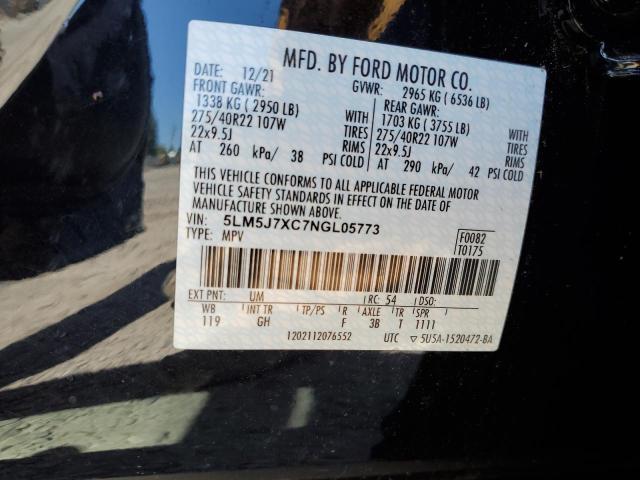 MFD. BY FORD MOTOR CO.
DATE: 12/21 GVWR: 2965 KG ( 6536 LB)
FRONT GAWR: REAR GAWR:
1338 KG ( 2950 LB) 1703 KG ( 3755 LB)
275/40R22 107W TIRES 275/40R22 107W TIRES
22x9.5J RIMS 22x9.5J RIMS
AT 260 kPa/ 38 PSI COLD AT 290 kPa/ 42 PSI COLD
THIS VEHICLE CONFORMS TO ALL APPLICABLE FEDERAL MOTOR
VEHICLE SAFETY STANDARDS IN EFFECT ON THE DATE OF
MANUFACTURE SHOWN ABOVE.
VIN: 5LM5J7XC7NGL05773 F0082
TYPE: MPV T0175
EXT PNT: UM RC: 54 DSO:
WB INT TR TP/PS R AXLE TR SPR
119 GH F 3B T 1111
1202112076552 UTC ▽ 5U5A-1520472-BA